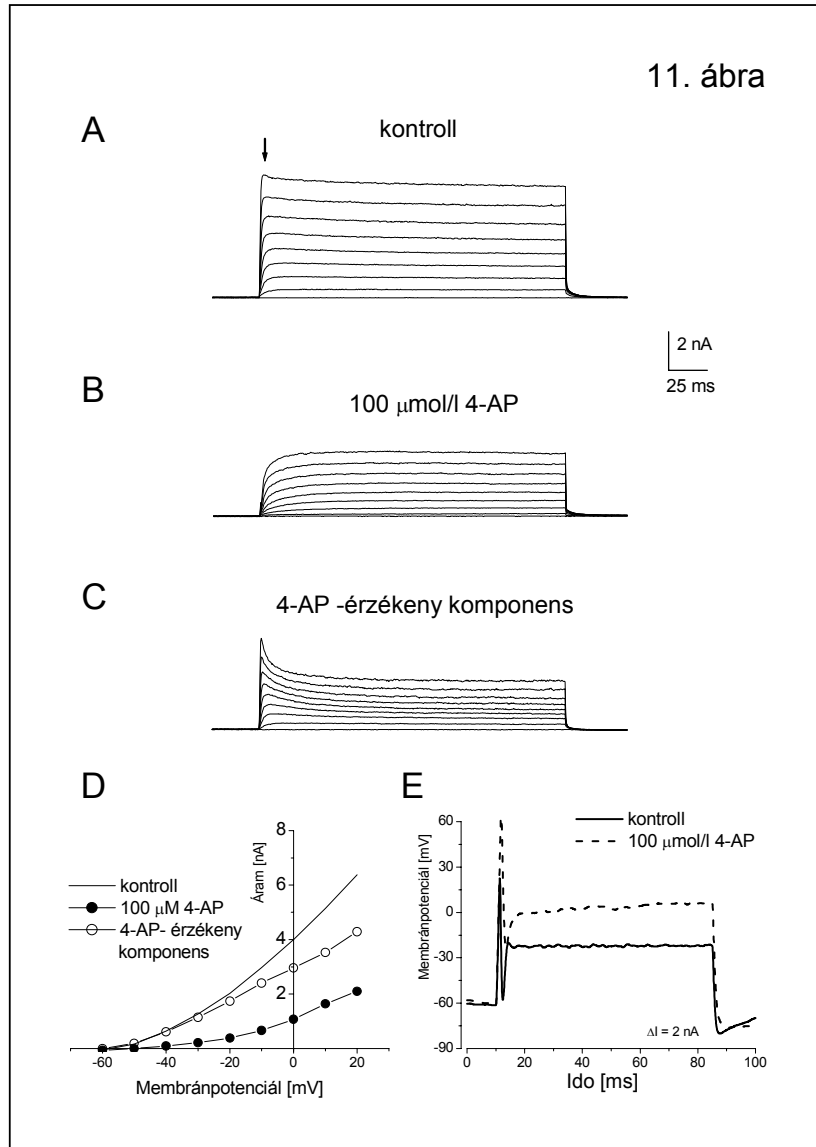 11. ábra
A
kontroll
2 nA
25 ms
B
100 μmol/l 4-AP
C
4-AP -érzékeny komponens
D
8
6
4
2
Áram [nA]
kontroll
100 μM 4-AP
4-AP- érzékeny
komponens
-60 -40 -20 0 20
Membránpotenciál [mV]
E
60
30
0
-30
-60
-90
Membránpotenciál [mV]
kontroll
100 μmol/l 4-AP
ΔI = 2 nA
0 20 40 60 80 100
Ido [ms]